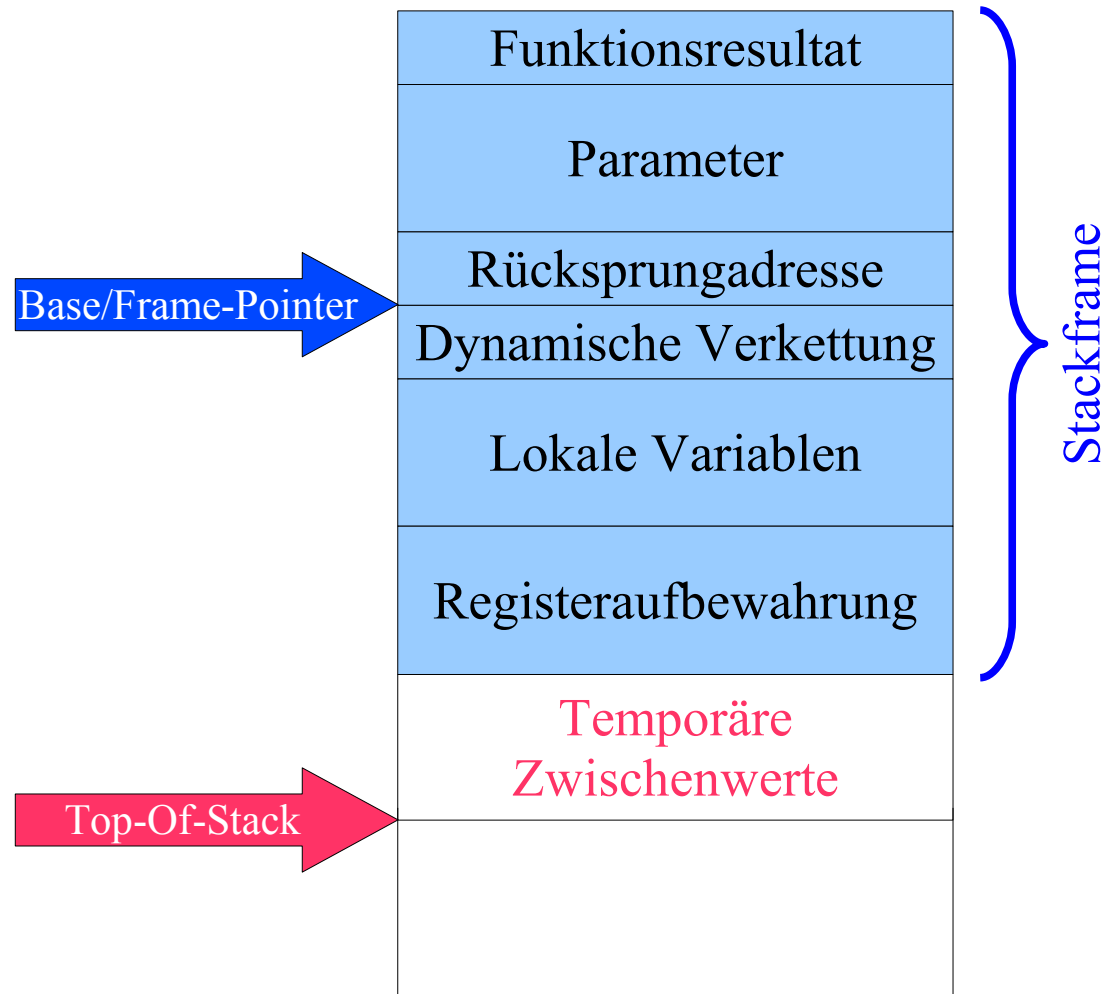 Funktionsresultat
Parameter
Rücksprungadresse
Base/Frame-Pointer
Dynamische Verkettung
Stackframe
Lokale Variablen
Registeraufbewahrung
Temporäre
Zwischenwerte
Top-Of-Stack